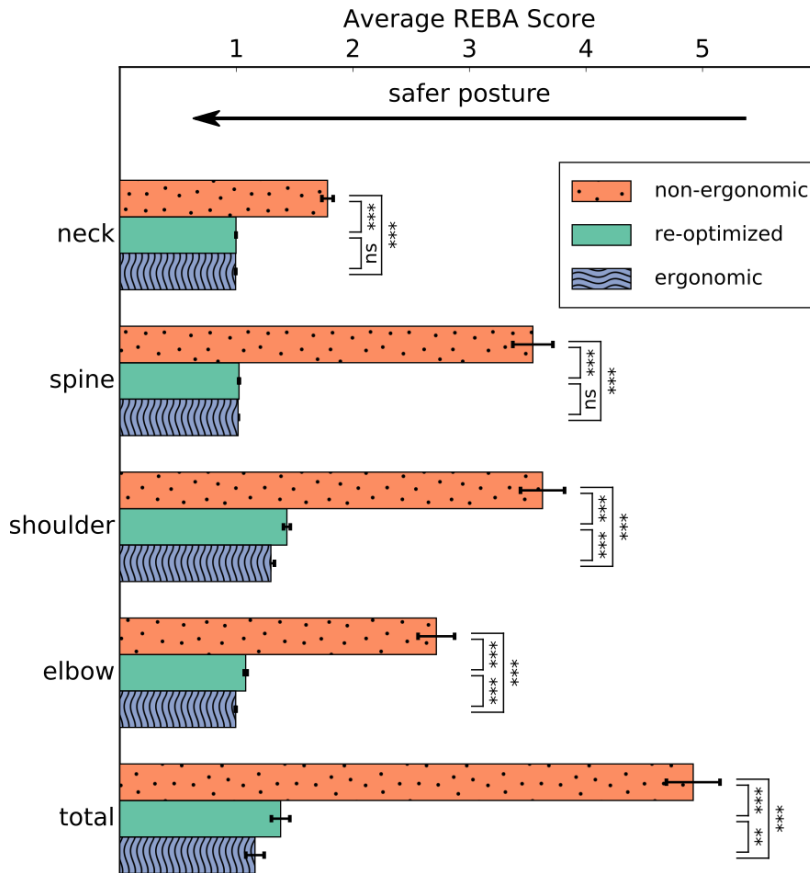 Average REBA Score
1 2 3 4 5
safer posture
non-ergonomic
re-optimized
ergonomic
neck
***
ns
***
spine
***
ns
***
shoulder
***
***
***
elbow
***
***
***
total
***
**
***